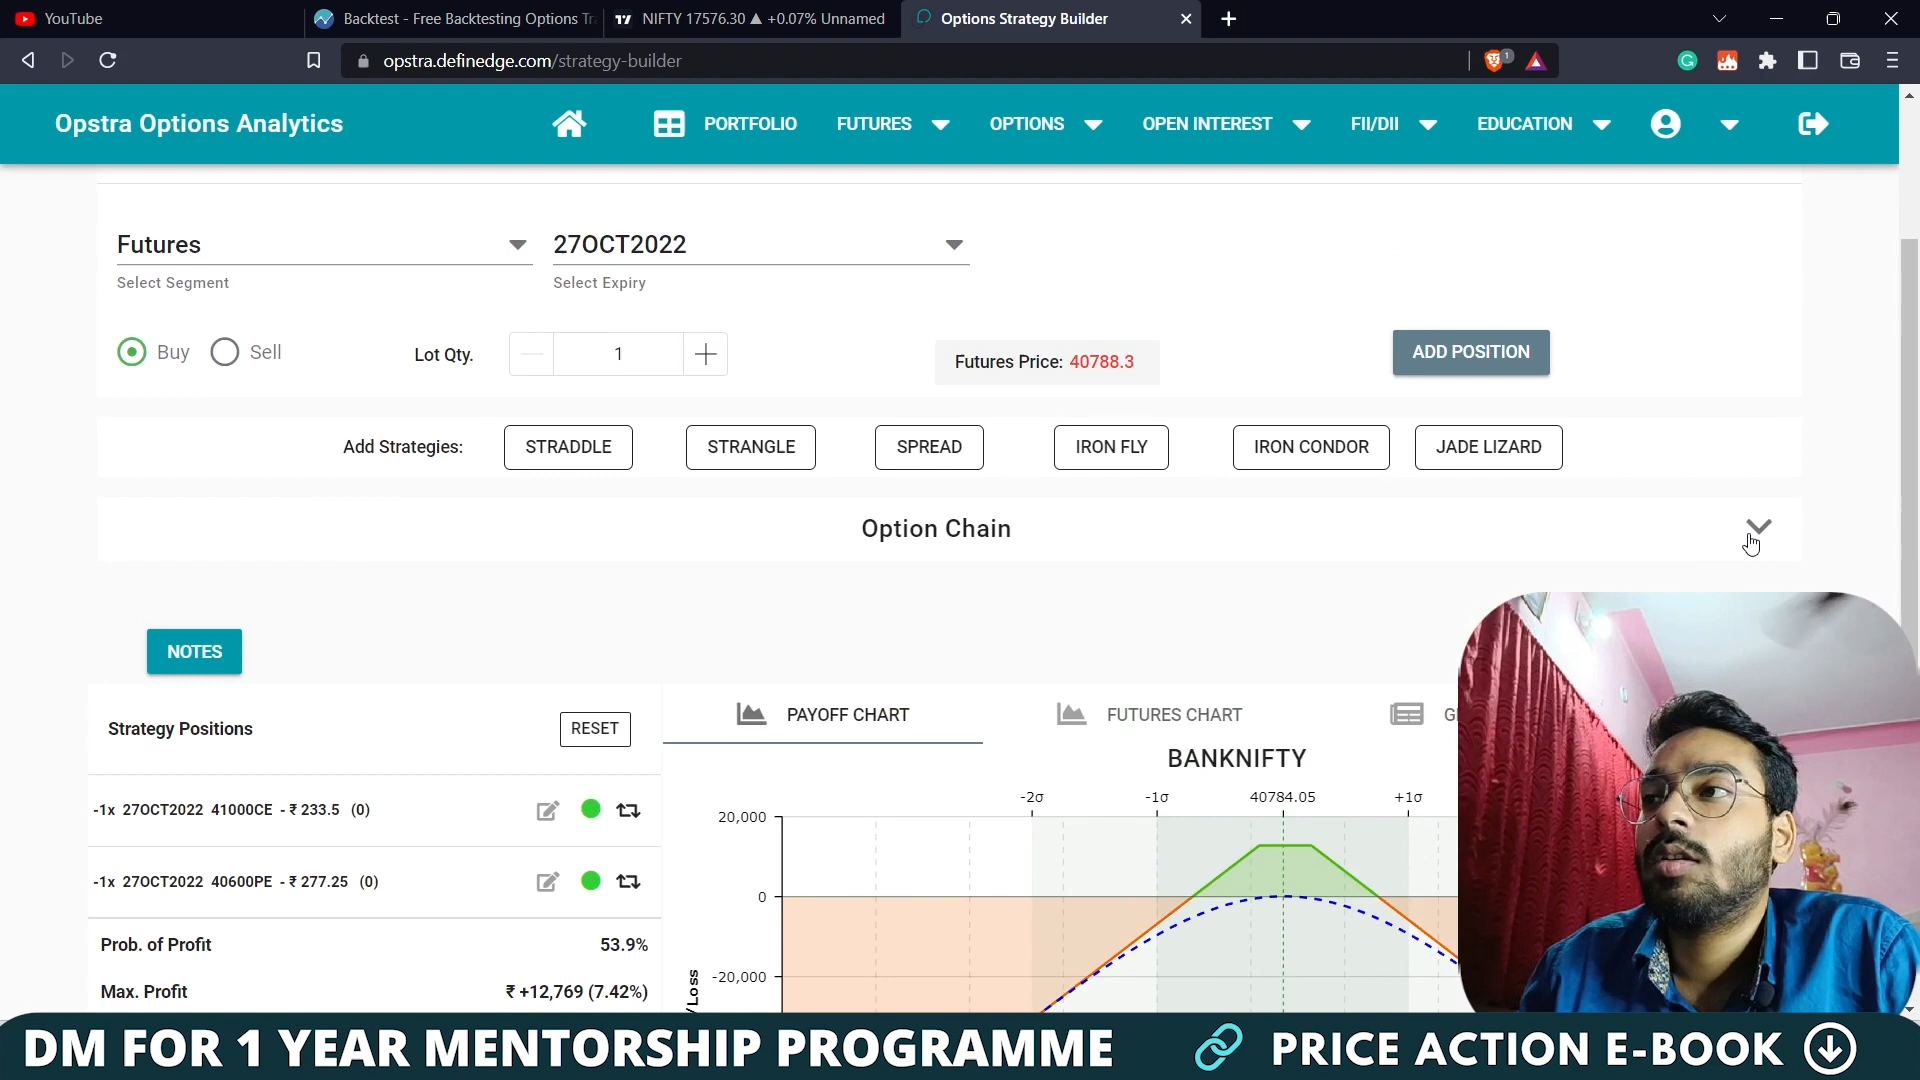 YouTube
Backtest - Free Backtesting Options Tr
NIFTY 17576.30 ▲ +0.07% Unnamed
Options Strategy Builder
opstra.definedge.com/strategy-builder
1
Opstra Options Analytics
PORTFOLIO
FUTURES
OPTIONS
OPEN INTEREST
FII/DII
EDUCATION
Futures
27OCT2022
Select Segment
Select Expiry
Buy
Sell
Lot Qty.
1
Futures Price: 40788.3
ADD POSITION
Add Strategies:
STRADDLE
STRANGLE
SPREAD
IRON FLY
IRON CONDOR
JADE LIZARD
Option Chain
NOTES
Strategy Positions
RESET
PAYOFF CHART
FUTURES CHART
BANKNIFTY
-2σ
-1σ
40784.05
+1σ
20,000
0
-20,000
-1x 27OCT2022 41000CE - ₹ 233.5 (0)
-1x 27OCT2022 40600PE - ₹ 277.25 (0)
Prob. of Profit
53.9%
Max. Profit
₹ +12,769 (7.42%)
/Loss
DM FOR 1 YEAR MENTORSHIP PROGRAMME
PRICE ACTION E-BOOK